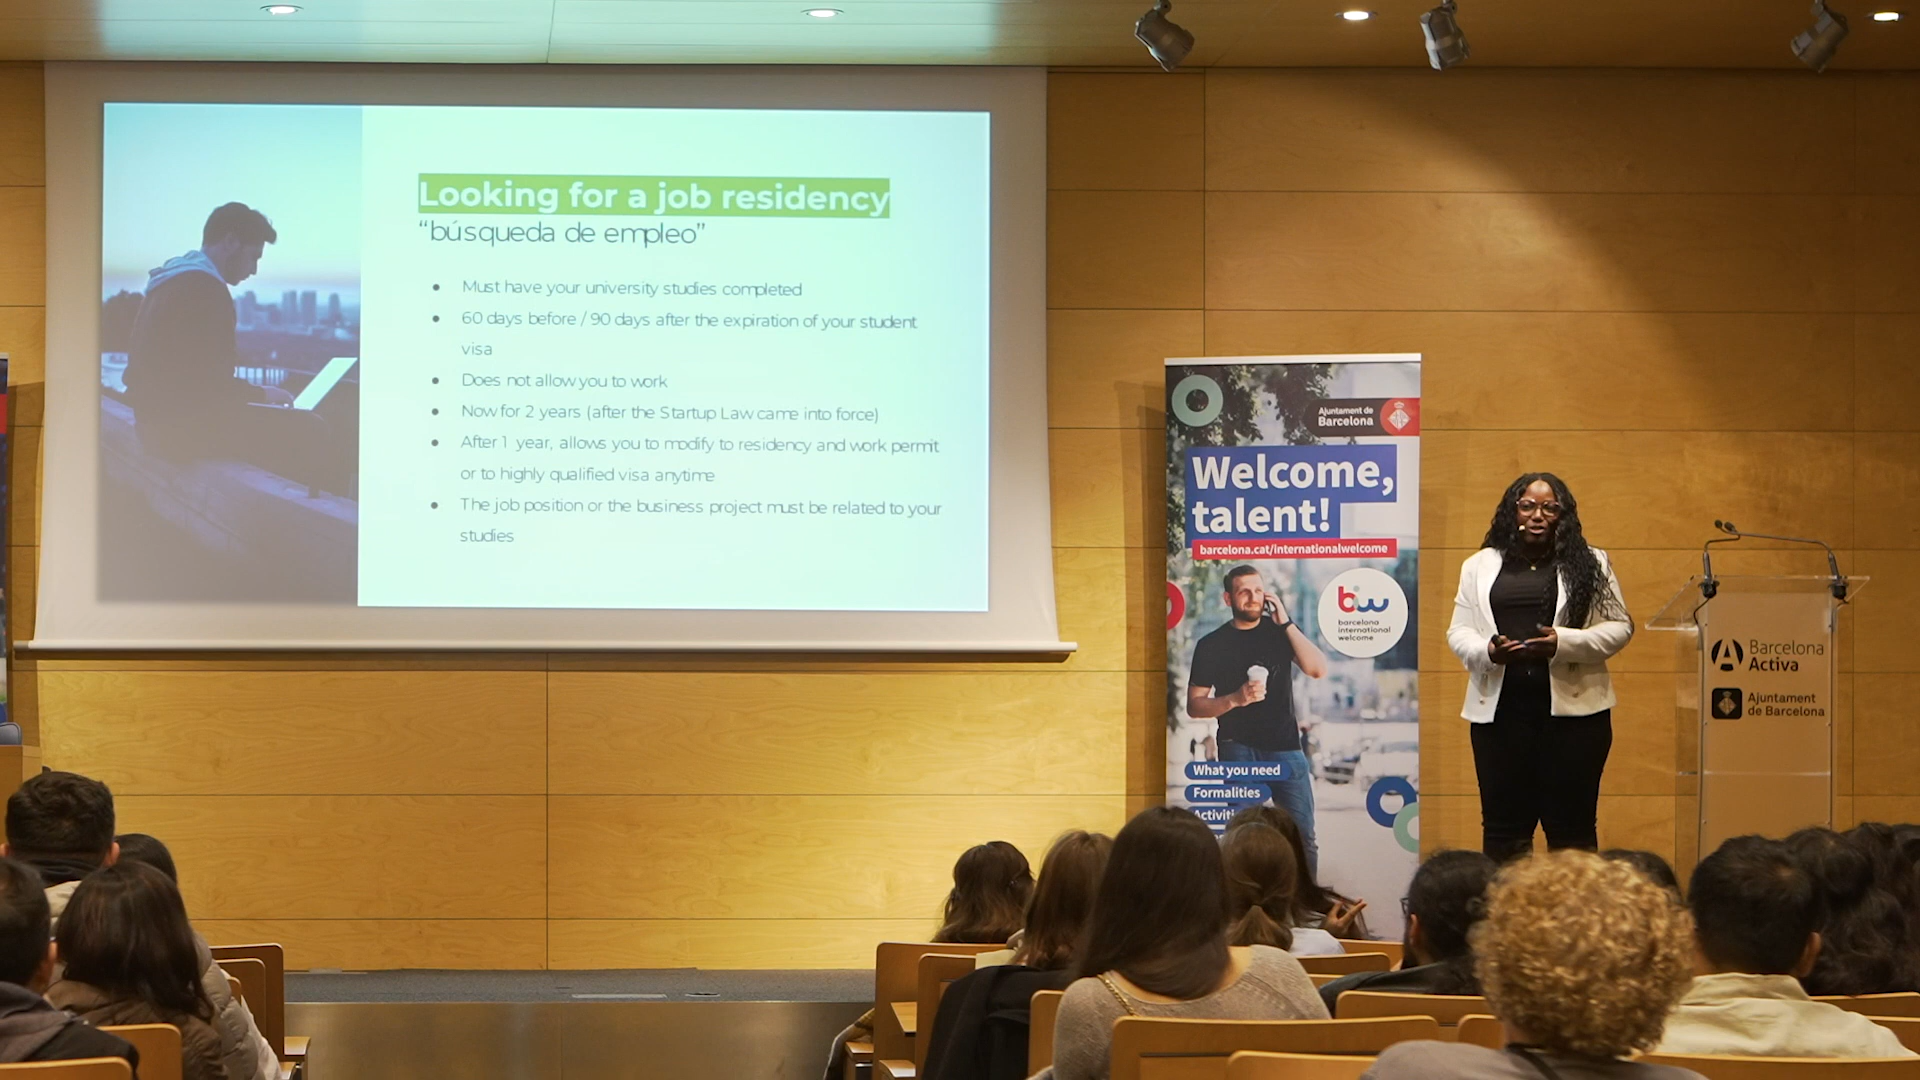 Looking for a job residency
“búsqueda de empleo”
● Must have your university studies completed
● 60 days before / 90 days after the expiration of your student
visa
● Does not allow you to work
● Now for 2 years (after the Startup Law came into force)
● After 1 year, allows you to modify to residency and work permit
or to highly qualified visa anytime
● The job position or the business project must be related to your
studies
Ajuntament de
Barcelona
Welcome,
talent!
barcelona.cat/internationalwelcome
biw
barcelona
international
welcome
What you need
Formalities
Barcelona
Activa
Ajuntament
de Barcelona